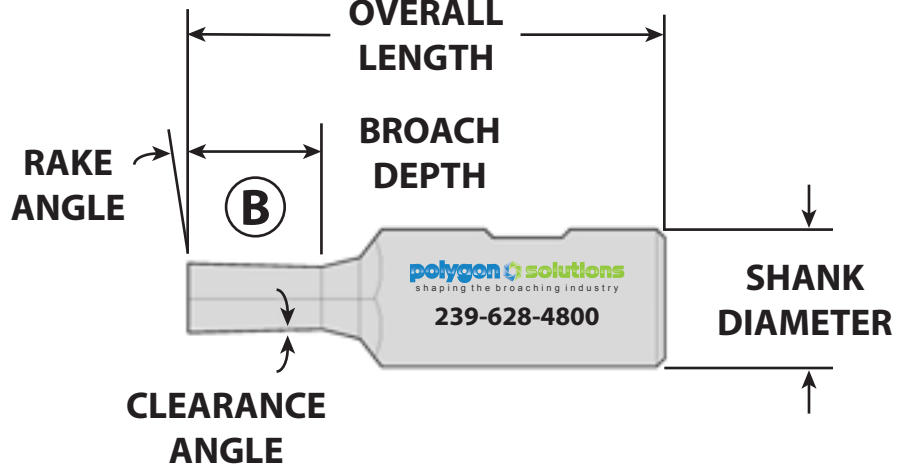 OVERALL
LENGTH
BROACH
DEPTH
RAKE
ANGLE
B
polygon solutions
shaping the broaching industry
239-628-4800
SHANK
DIAMETER
CLEARANCE
ANGLE